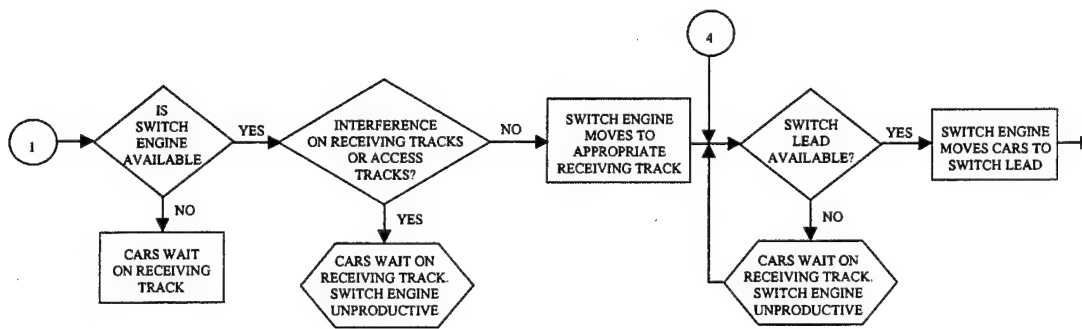 1
IS
SWITCH
ENGINE
AVAILABLE
YES
NO
CARS WAIT
ON RECEIVING
TRACK
INTERFERENCE
ON RECEIVING TRACKS
OR ACCESS
TRACKS?
NO
YES
CARS WAIT ON
RECEIVING TRACK.
SWITCH ENGINE
UNPRODUCTIVE
SWITCH ENGINE
MOVES TO
APPROPRIATE
RECEIVING TRACK
4
SWITCH
LEAD
AVAILABLE?
YES
NO
CARS WAIT ON
RECEIVING TRACK.
SWITCH ENGINE
UNPRODUCTIVE
SWITCH ENGINE
MOVES CARS TO
SWITCH LEAD